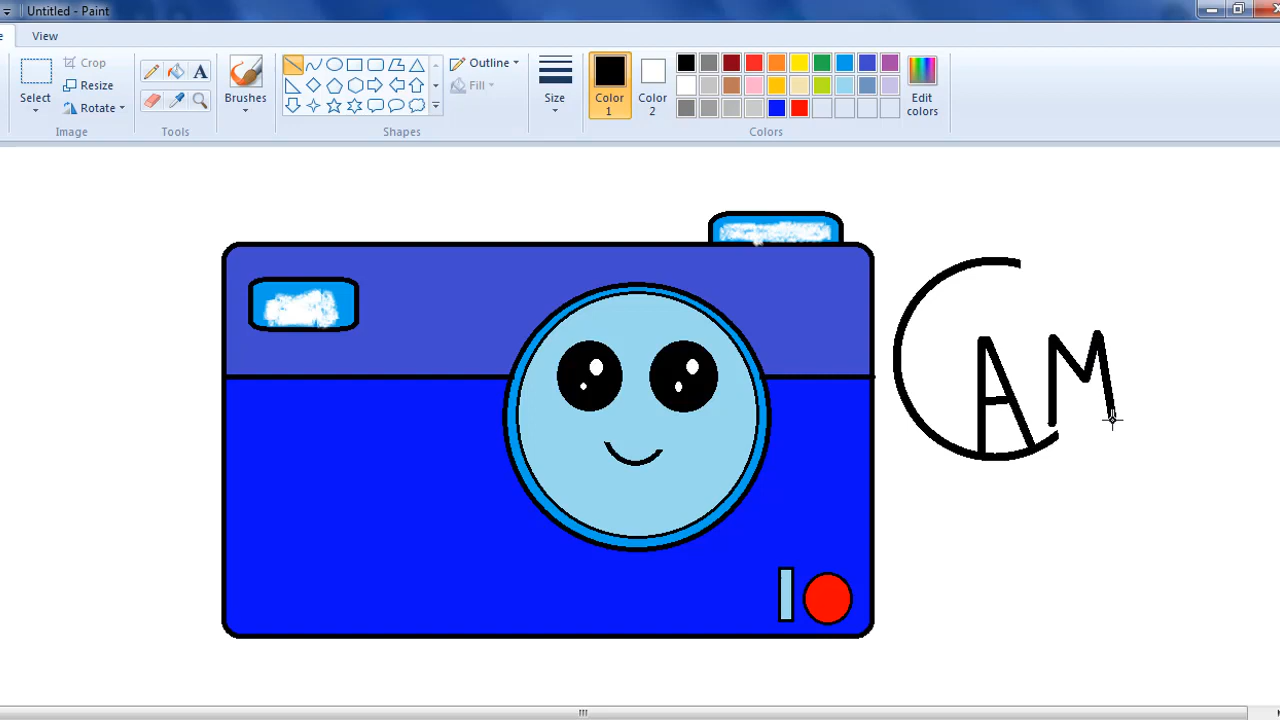 Untitled - Paint
View
Select
Crop
Resize
Rotate
Image
Tools
Brushes
Shapes
Outline
Fill
Size
Color 1
Color 2
Edit colors
Colors
CAM